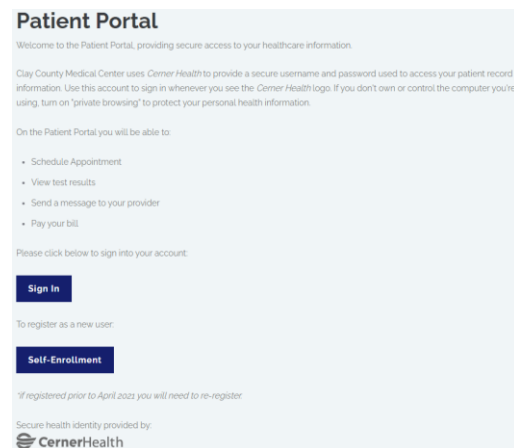 Patient Portal
Welcome to the Patient Portal, providing secure access to your healthcare information.
Clay County Medical Center uses Cerner Health to provide a secure username and password used to access your patient record
information. Use this account to sign in whenever you see the Cerner Health logo. If you don't own or control the computer you're
using, turn on "private browsing" to protect your personal health information.
On the Patient Portal you will be able to:
• Schedule Appointment
• View test results
• Send a message to your provider
• Pay your bill
Please click below to sign into your account:
Sign In
To register as a new user:
Self-Enrollment
*if registered prior to April 2021 you will need to re-register
Secure health identity provided by:
CernerHealth